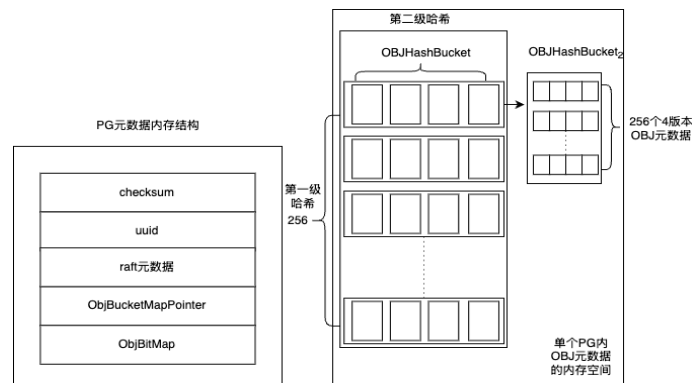 PG元数据内存结构
checksum
uuid
raft元数据
ObjBucketMapPointer
ObjBitMap
第二级哈希
OBJHashBucket
OBJHashBucket₂
第一级
哈希
256
256个4版本
OBJ元数据
单个PG内
OBJ元数据
的内存空间